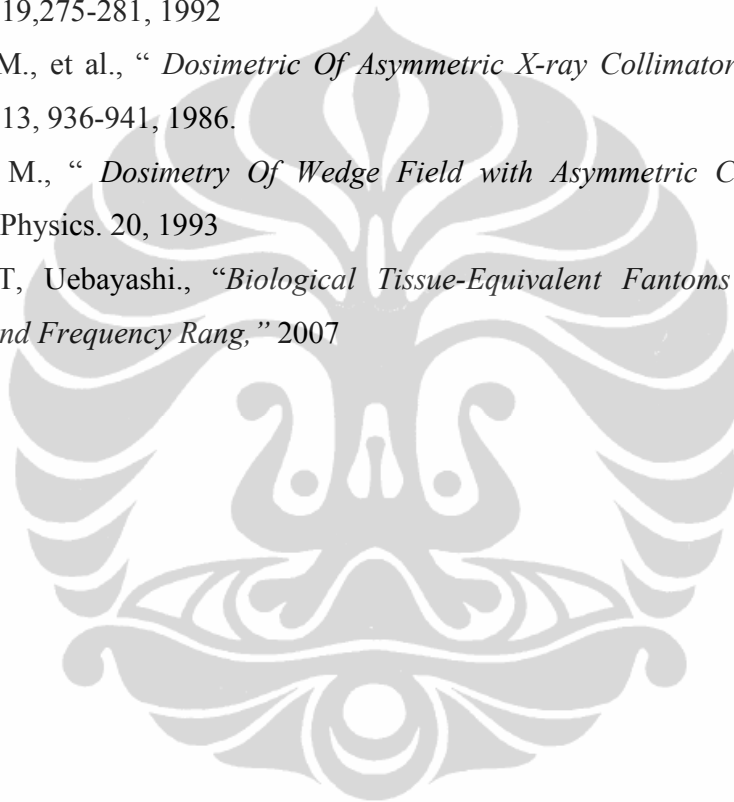 19,275-281, 1992
M., et al., “ Dosimetric Of Asymmetric X-ray Collimator
13, 936-941, 1986.
M., “ Dosimetry Of Wedge Field with Asymmetric C
Physics. 20, 1993
T, Uebayashi., “Biological Tissue-Equivalent Fantoms
nd Frequency Rang,” 2007